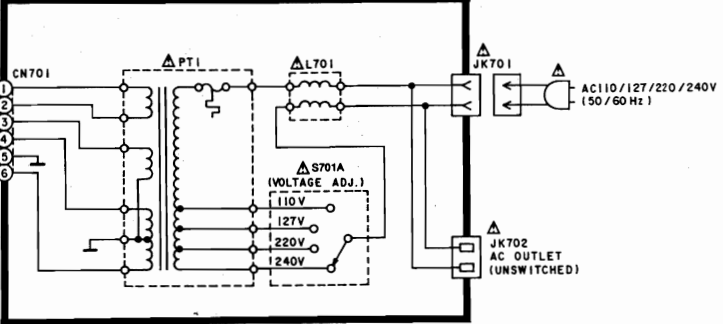 CN701
1
2
3
4
5
6
PT1
L701
JK701
AC110/127/220/240V
(50/60Hz)
S701A
(VOLTAGE ADJ.)
110V
127V
220V
240V
JK702
AC OUTLET
(UNSWITCHED)